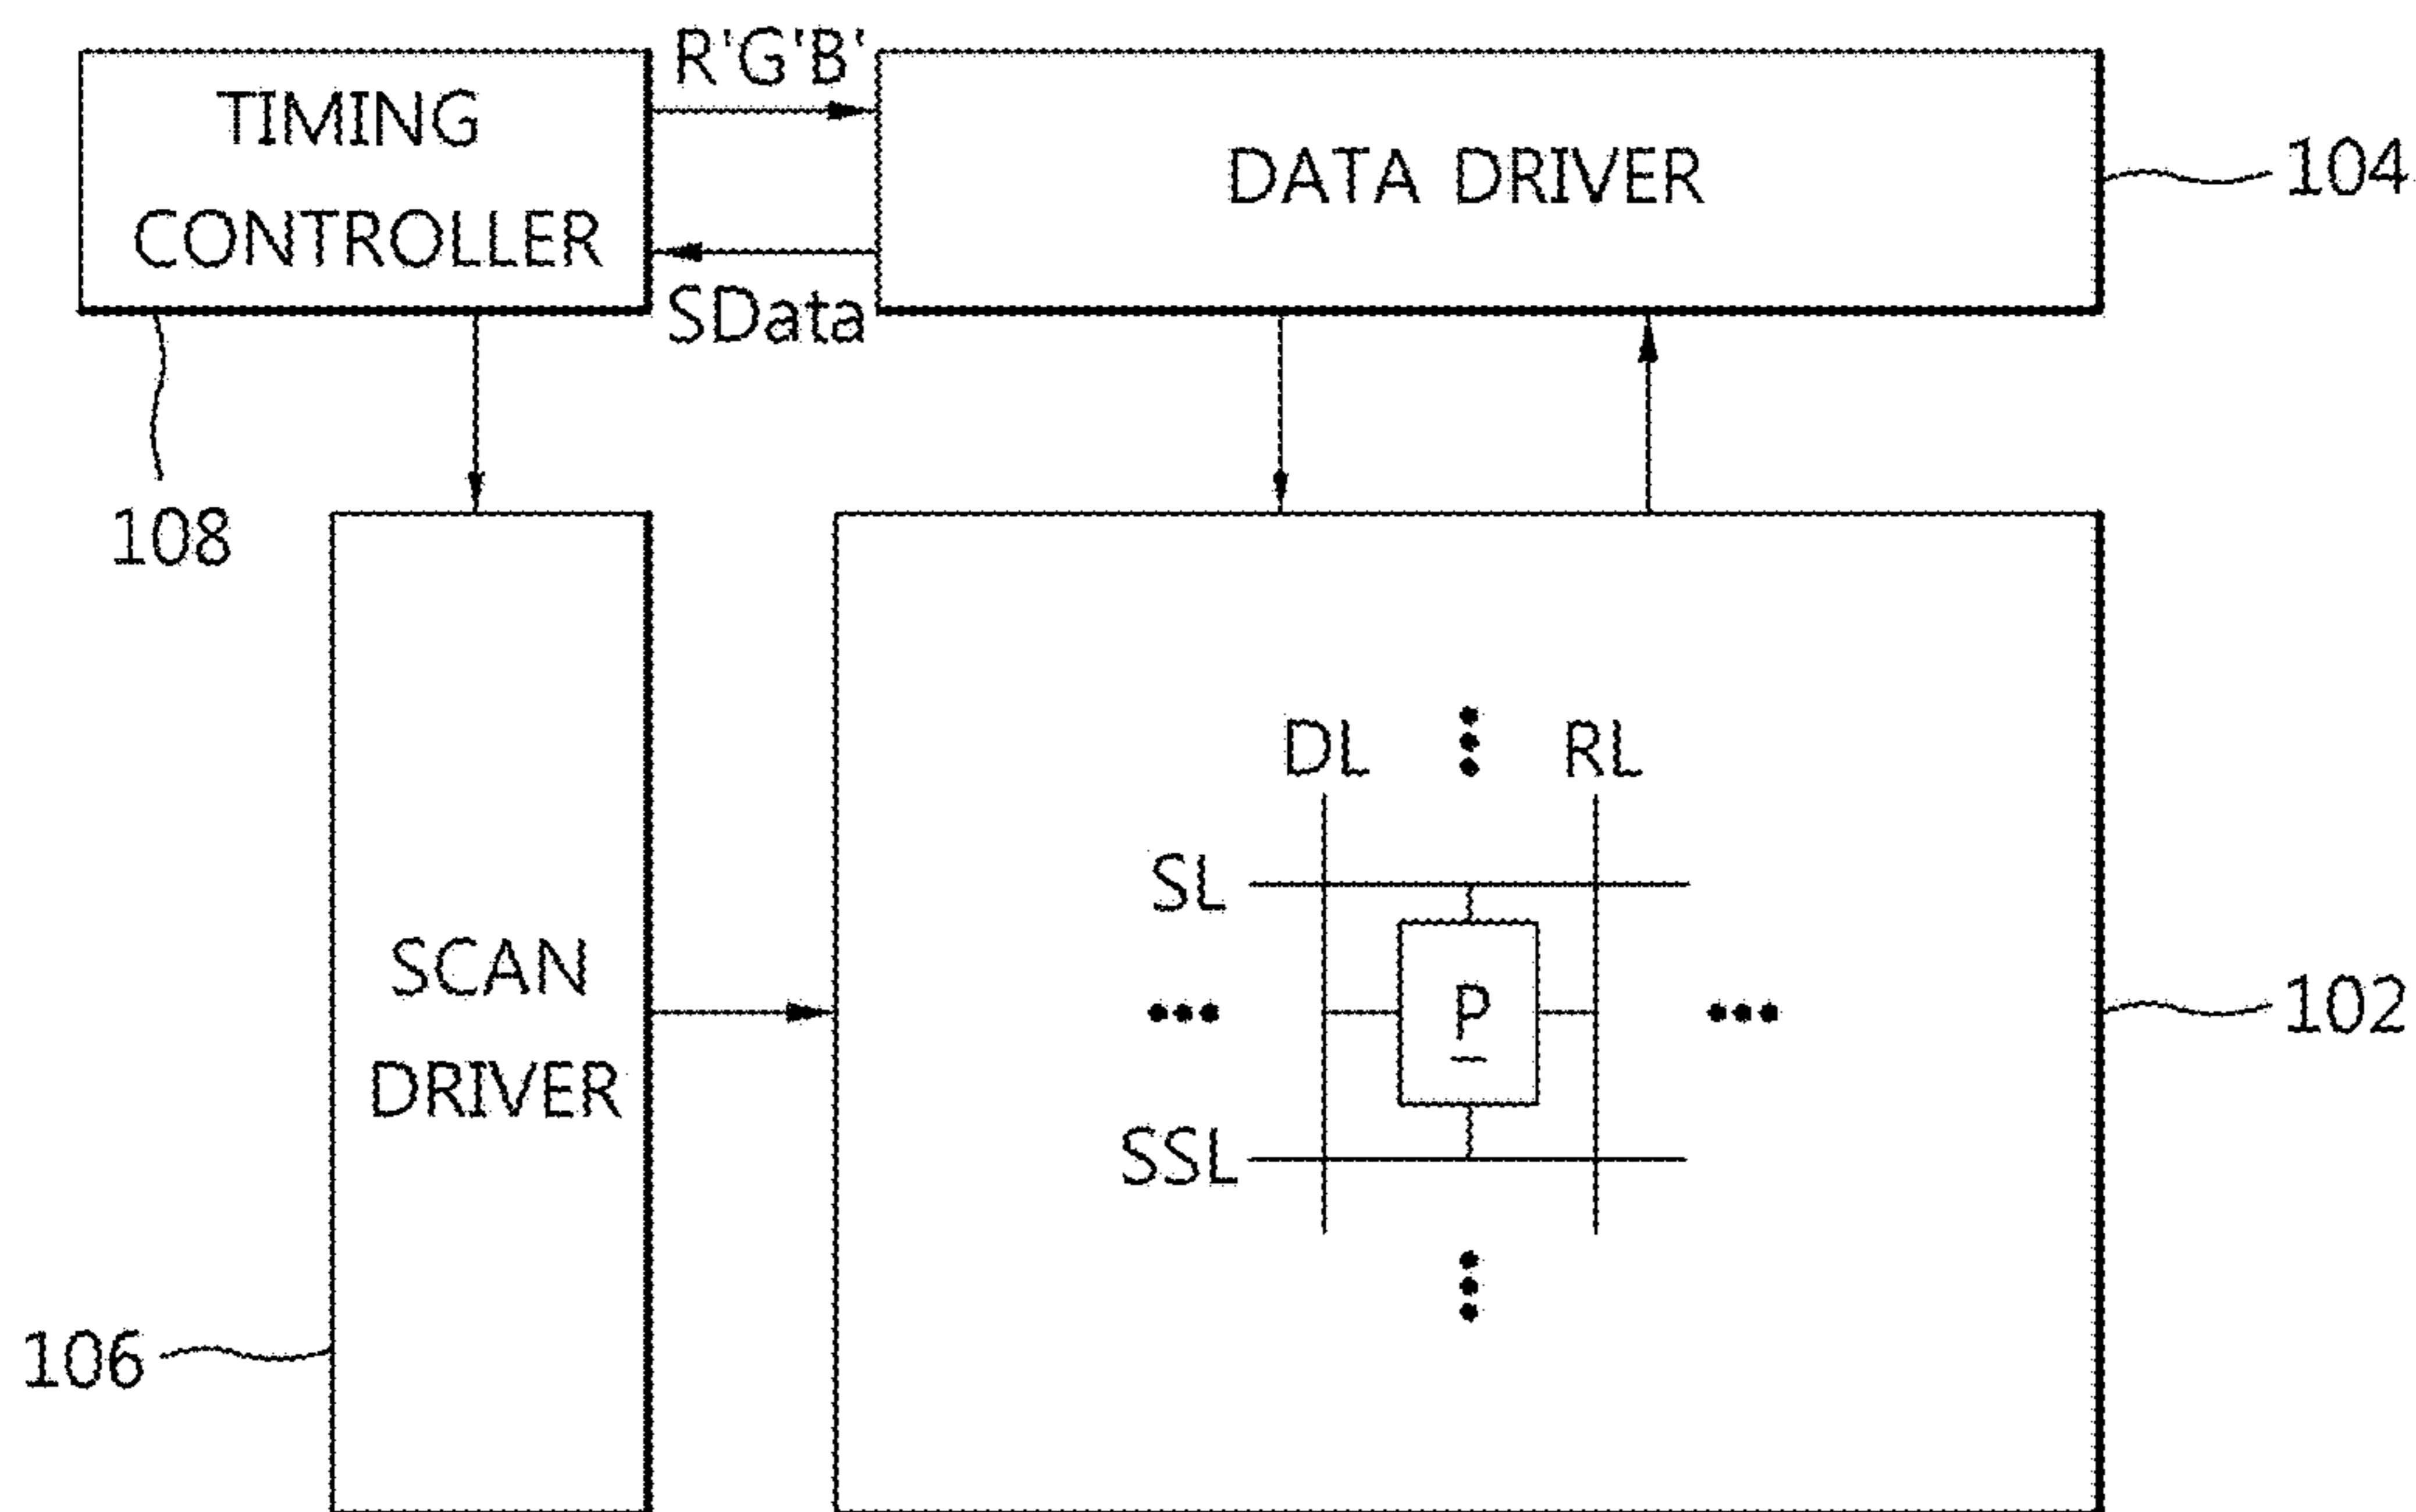 R'G'B'
TIMING
CONTROLLER
DATA DRIVER
104
SData
108
DL
RL
SL
SCAN
DRIVER
P
102
SSL
106